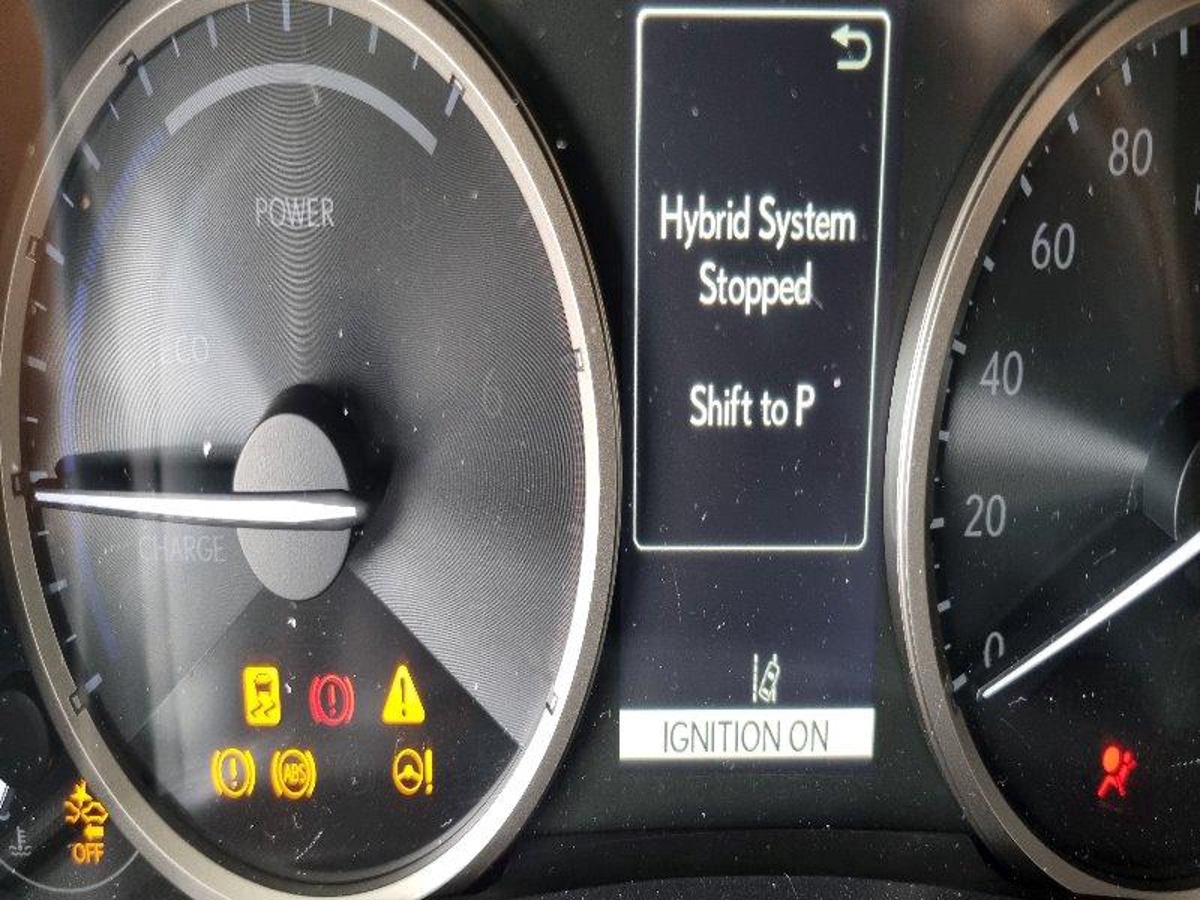 POWER
ECO
CHARGE
ABS
OFF
Hybrid System
Stopped
Shift to P
IGNITION ON
80
60
40
20
0